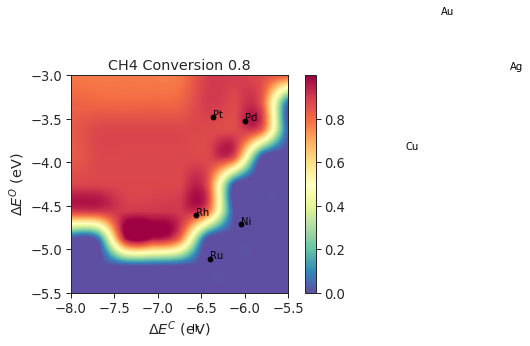 Au
Ag
CH4 Conversion 0.8
-3.0
-3.5
-4.0
-4.5
-5.0
-5.5
ΔE^O (eV)
Pt
Pd
Cu
Rh
Ni
Ru
0.8
0.6
0.4
0.2
0.0
-8.0 -7.5 -7.0 -6.5 -6.0 -5.5
ΔE^C (eV)
Ir